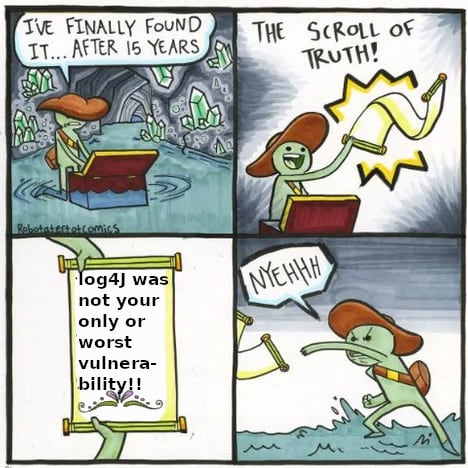 I'VE FINALLY FOUND
IT... AFTER 15 YEARS
THE SCROLL OF
TRUTH!
Robotatertotcomics
log4J was
not your
only or
worst
vulnera-
bility!!
NYEHHH